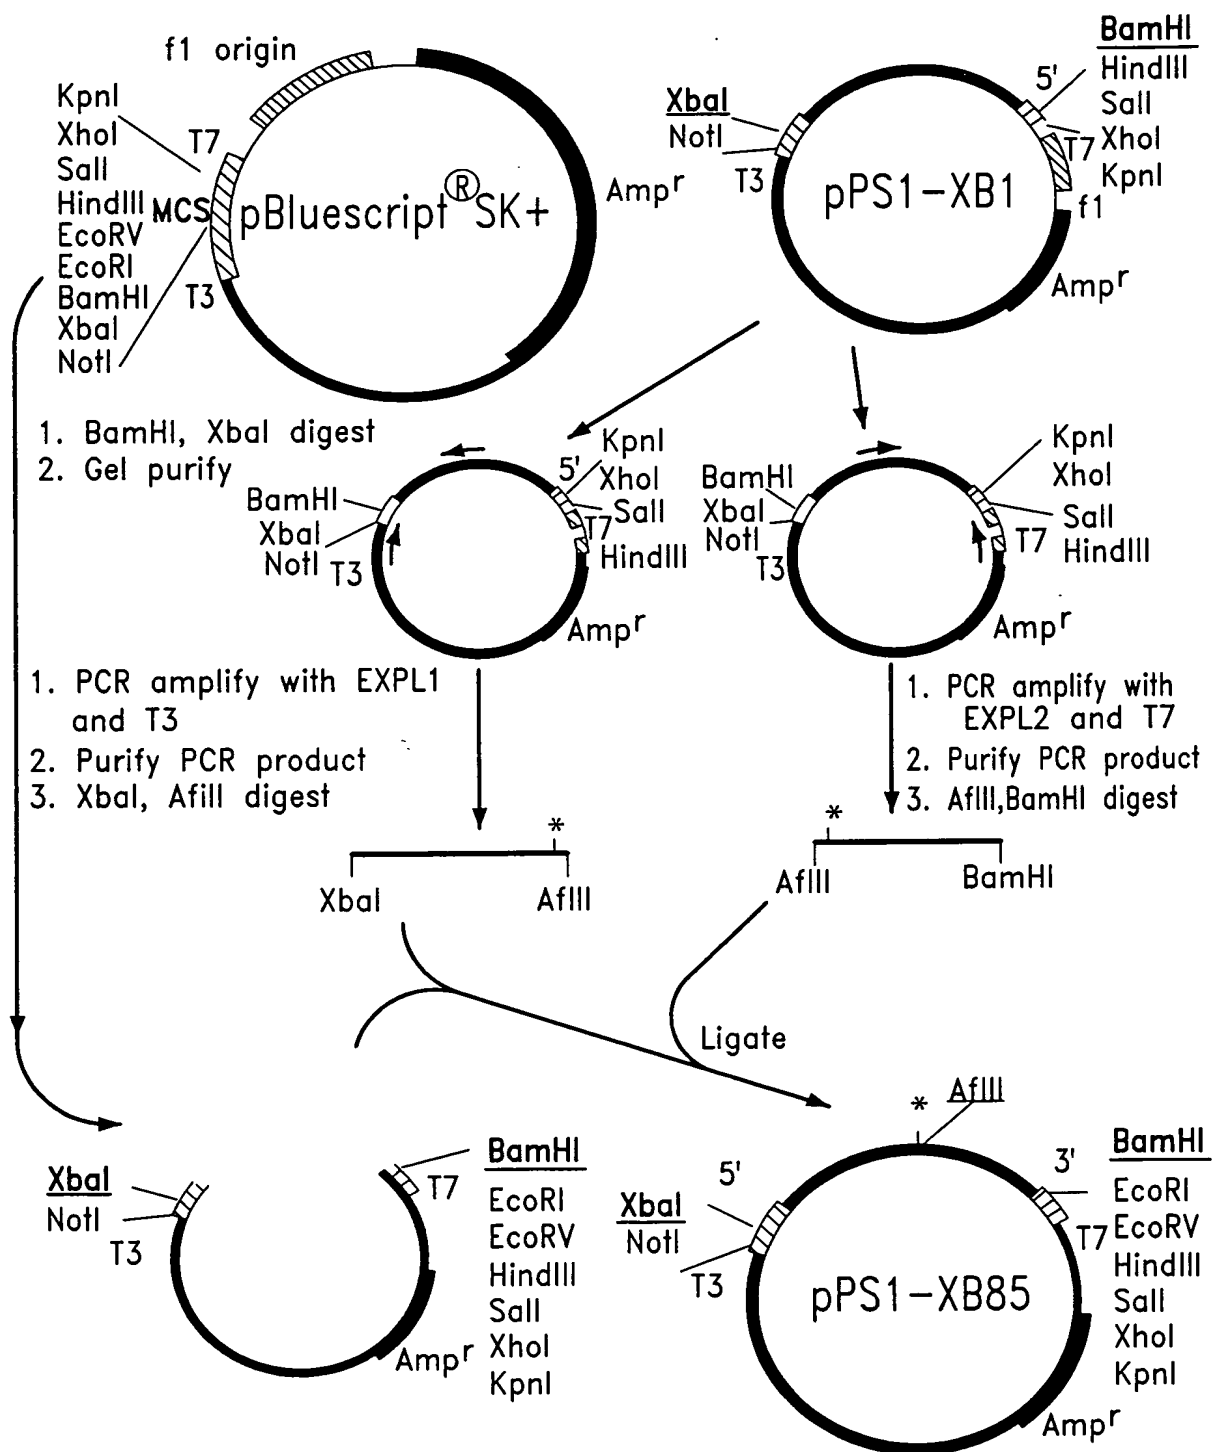 f1 origin
KpnI
XhoI
SalI
HindIII
EcoRV
EcoRI
BamHI
XbaI
NotI
T7
MCS
T3
pBluescript®SK+
Ampʳ
XbaI
NotI
T3
pPS1-XB1
5'
BamHI
HindIII
SalI
XhoI
KpnI
T7
f1
Ampʳ
1. BamHI, XbaI digest
2. Gel purify
BamHI
XbaI
NotI
T3
5'
KpnI
XhoI
SalI
T7
HindIII
Ampʳ
BamHI
XbaI
NotI
T3
KpnI
XhoI
SalI
T7
HindIII
Ampʳ
1. PCR amplify with EXPL1
and T3
2. Purify PCR product
3. XbaI, AflII digest
1. PCR amplify with
EXPL2 and T7
2. Purify PCR product
3. AflII,BamHI digest
*
XbaI
AflII
*
AflII
BamHI
Ligate
XbaI
NotI
T3
BamHI
T7
EcoRI
EcoRV
HindIII
SalI
XhoI
KpnI
Ampʳ
*
AflII
5'
XbaI
NotI
T3
pPS1-XB85
3'
BamHI
EcoRI
T7
EcoRV
HindIII
SalI
XhoI
KpnI
Ampʳ